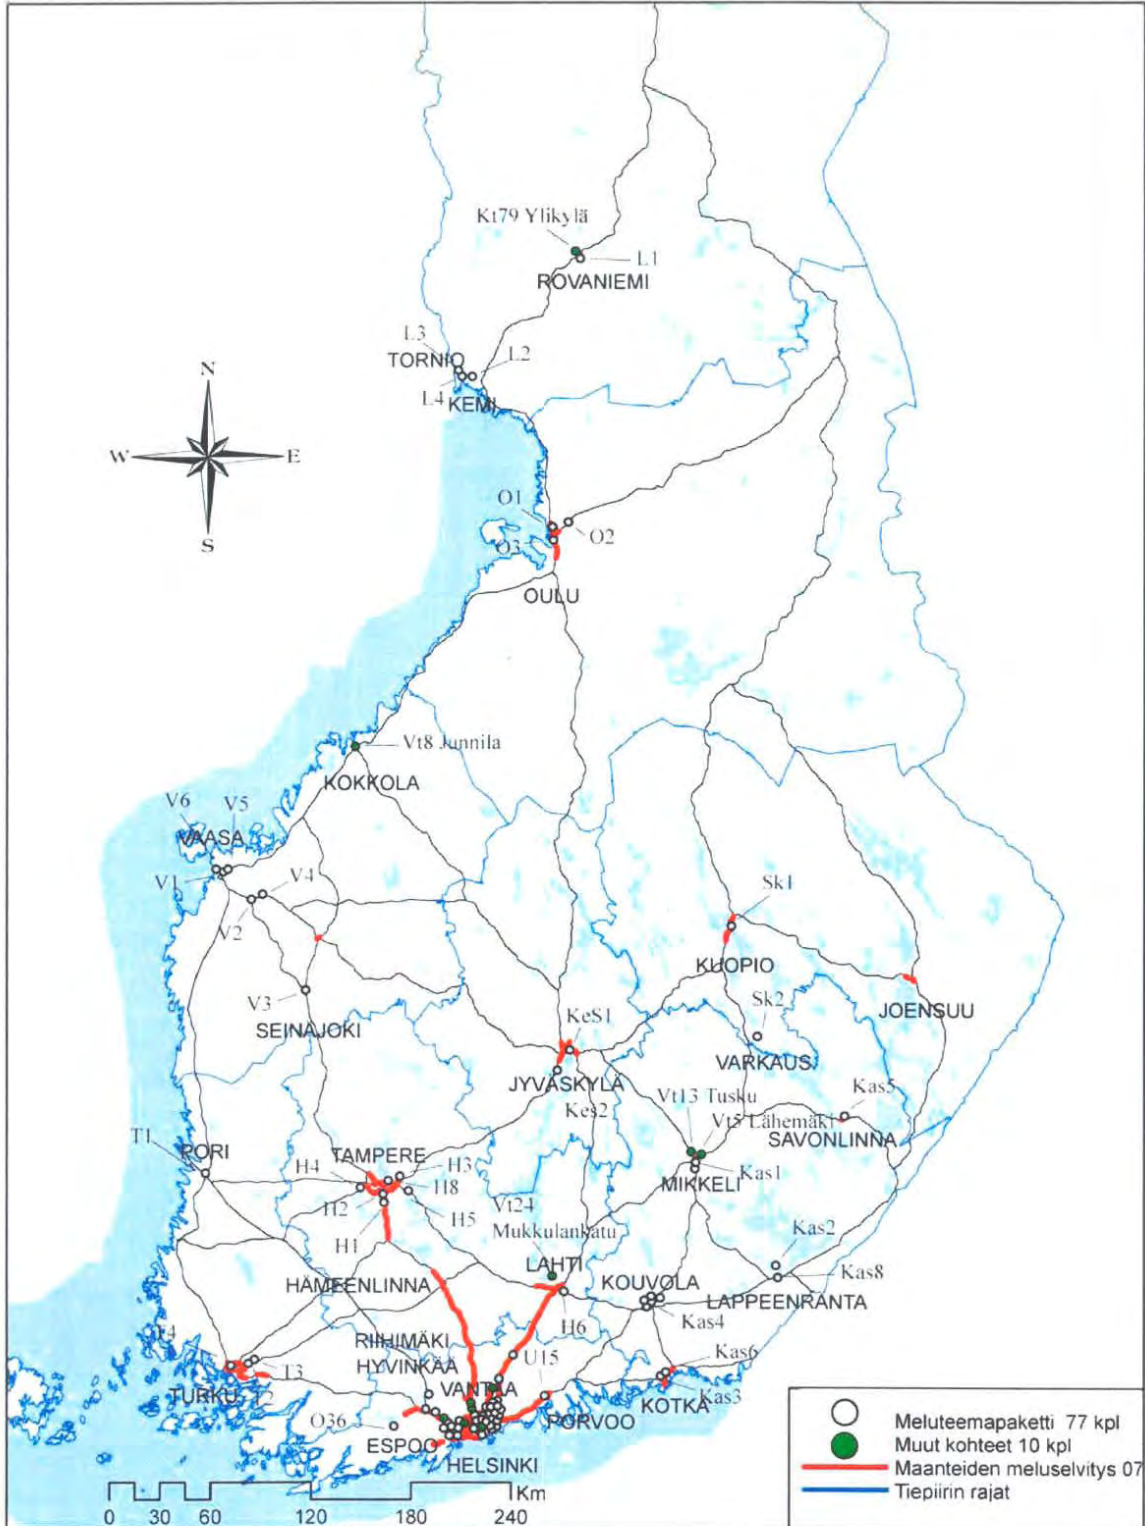 Kt79 Ylikylä
L1
ROVANIEMI
L3
TORNIO
L2
L4
KEMI
N
W
E
S
O1
O2
O3
OULU
Vt8 Junnila
KOKKOLA
V6
V5
VAASA
V1
V4
V2
V3
SEINÄJOKI
Sk1
KUOPIO
JOENSUU
Sk2
VARKAUS
KeS1
JYVÄSKYLÄ
Kes2
Vt13 Tusku
Vt5 Lähemäki
Kas5
SAVONLINNA
Kas1
MIKKELI
T1
PORI
TAMPERE
H4
H3
H8
H2
H5
H1
Vt24
Mukkulankatu
LAHTI
HÄMEENLINNA
Kas2
Kas8
KOUVOLA
LAPPEENRANTA
Kas4
H6
RIIHIMÄKI
HYVINKÄÄ
U15
Kas6
Kas3
KOTKA
T4
T3
TURKU
T2
VANTAA
PORVOO
O36
ESPOO
HELSINKI
Km
0 30 60 120 180 240
Meluteemapaketti 77 kpl
Muut kohteet 10 kpl
Maanteiden meluselvitys 07
Tiepiirin rajat